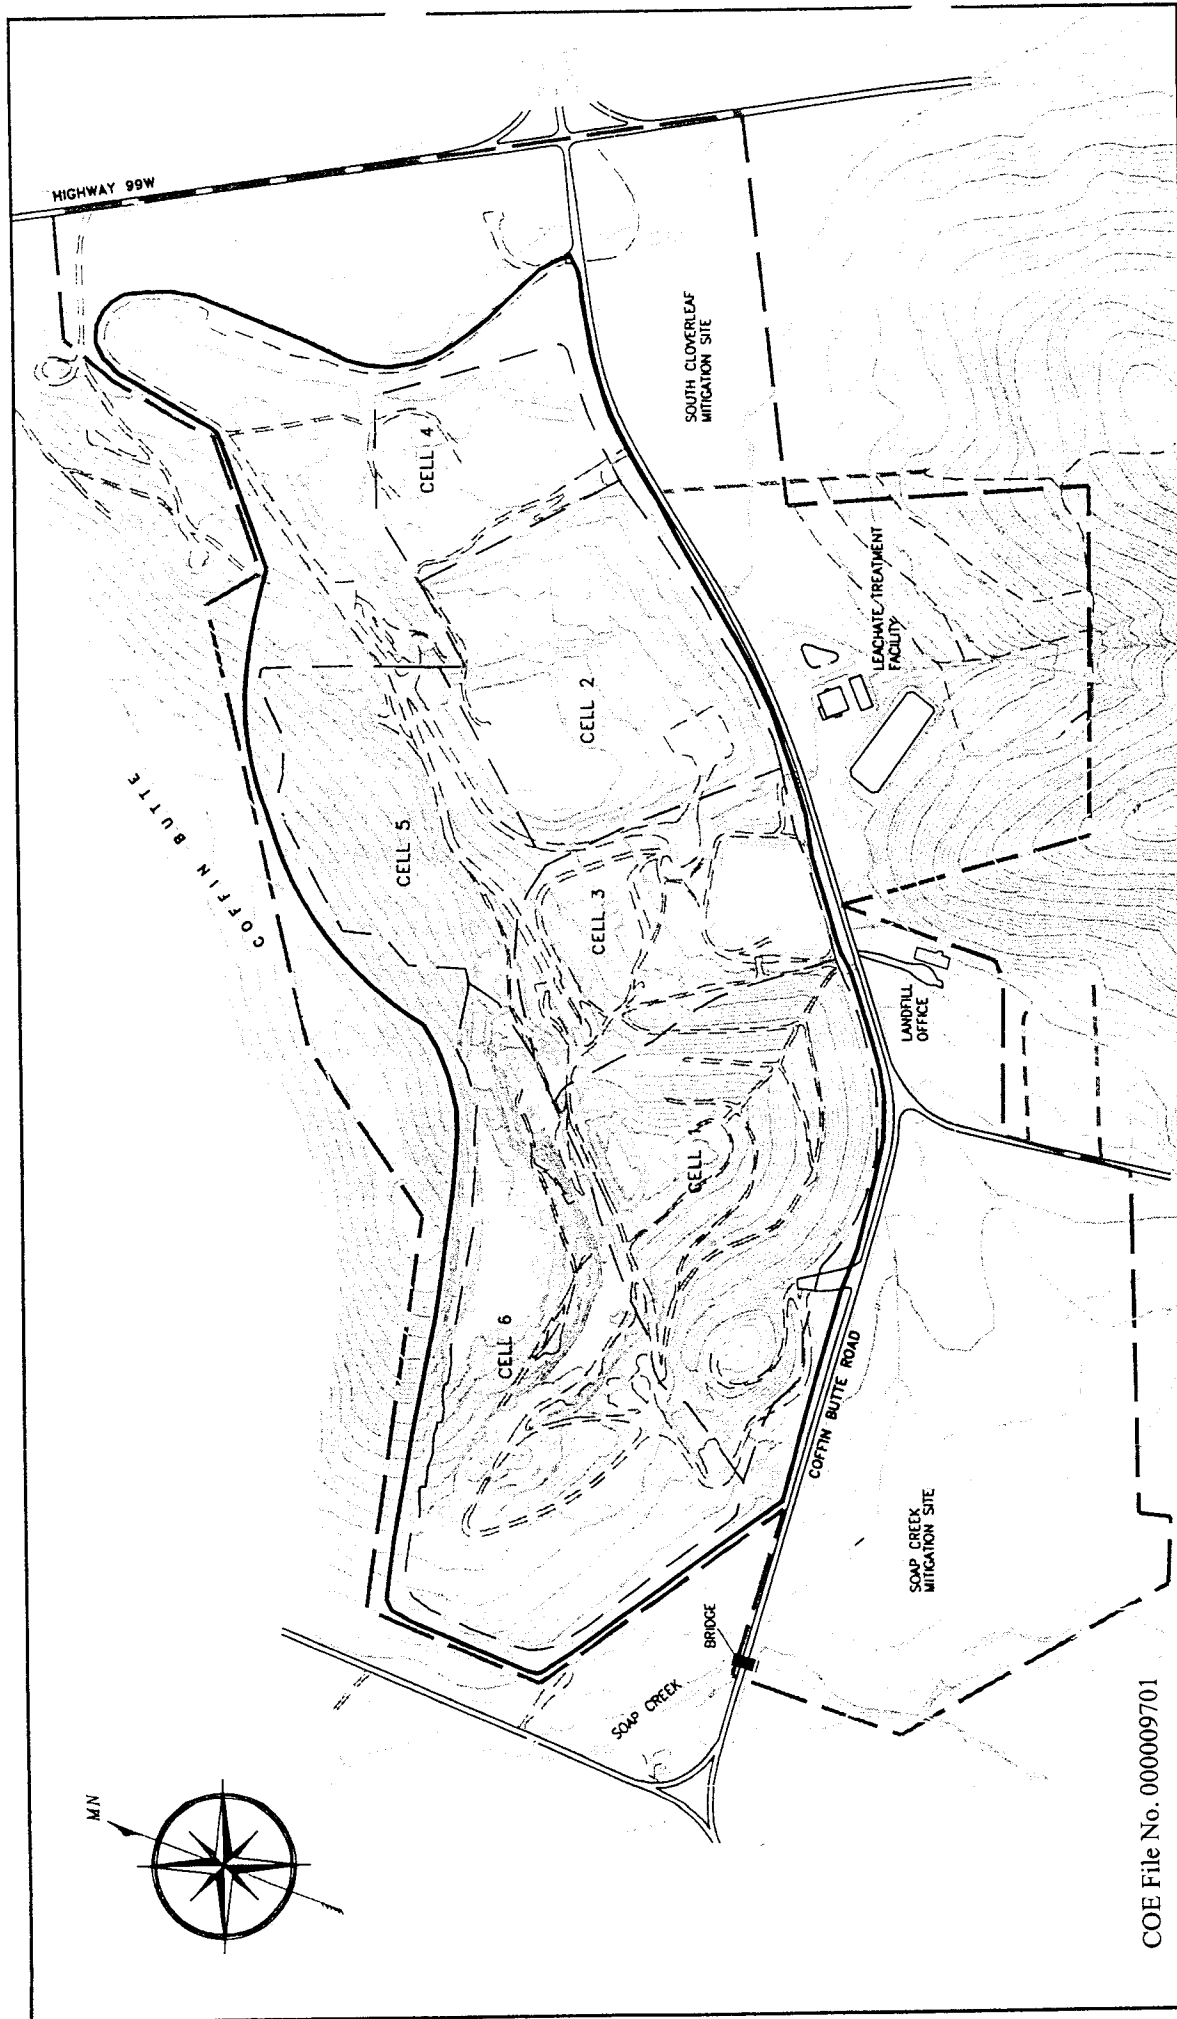 HIGHWAY 99W
COFFIN BUTTE
CELL 4
SOUTH CLOVERLEAF
MITIGATION SITE
CELL 2
LEACHATE TREATMENT
FACILITY
CELL 5
CELL 3
LANDFILL
OFFICE
CELL
CELL 6
COFFIN BUTTE ROAD
SOAP CREEK
MITIGATION SITE
BRIDGE
SOAP CREEK
MN
COE File No. 000009701